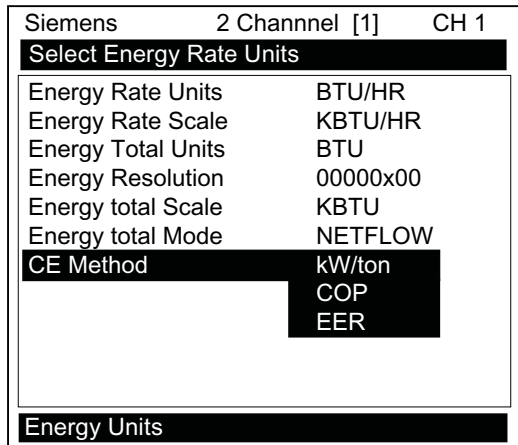 Siemens 2 Channnel [1] CH 1
Select Energy Rate Units
Energy Rate Units BTU/HR
Energy Rate Scale KBTU/HR
Energy Total Units BTU
Energy Resolution 00000x00
Energy total Scale KBTU
Energy total Mode NETFLOW
CE Method kW/ton
COP
EER
Energy Units